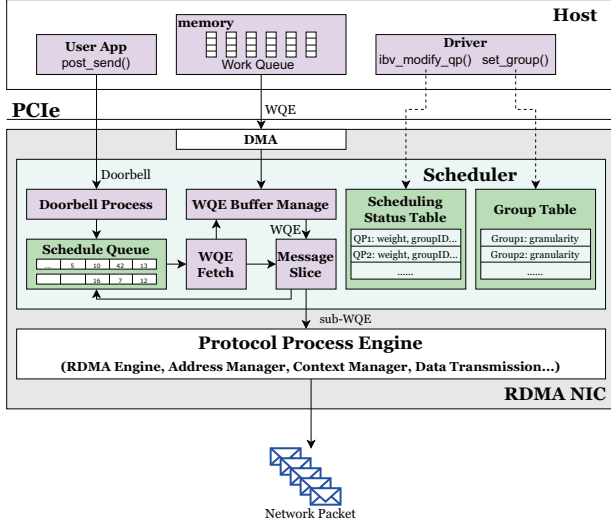 Host
User App
post_send()
memory
Work Queue
Driver
ibv_modify_qp() set_group()
PCIe
WQE
DMA
Doorbell
Scheduler
Doorbell Process
WQE Buffer Manage
Scheduling
Status Table
QP1: weight, groupID...
QP2: weight, groupID...
......
Group Table
Group1: granularity
Group2: granularity
......
WQE
Schedule Queue
... 5 10 42 13
16 7 12
WQE
Fetch
Message
Slice
sub-WQE
Protocol Process Engine
(RDMA Engine, Address Manager, Context Manager, Data Transmission...)
RDMA NIC
Network Packet